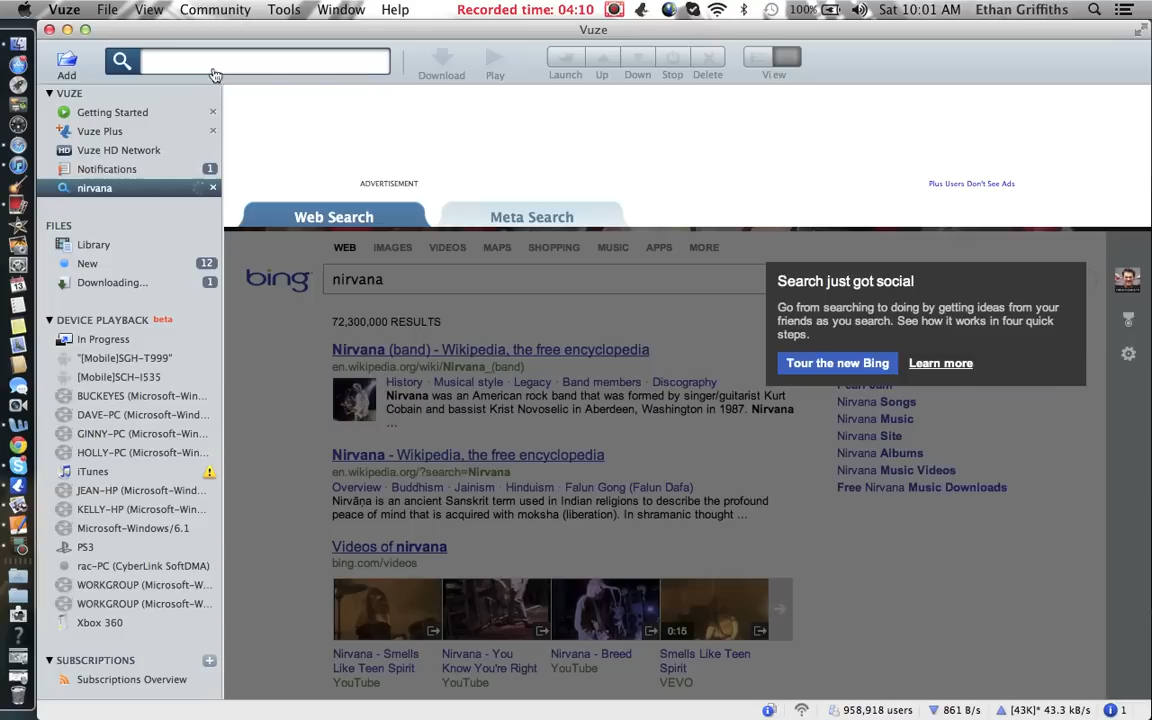 Vuze File View Community Tools Window Help Recorded time: 04:10 100% Sat 10:01 AM Ethan Griffiths
Vuze
Add Download Play Launch Up Down Stop Delete View
VUZE
Getting Started
Vuze Plus
HD Vuze HD Network
Notifications 1
nirvana
FILES
Library
New 12
Downloading... 1
DEVICE PLAYBACK beta
In Progress
"[Mobile]SGH-T999"
[Mobile]SCH-I535
BUCKEYES (Microsoft-Win...
DAVE-PC (Microsoft-Wind...
GINNY-PC (Microsoft-Win...
HOLLY-PC (Microsoft-Win...
iTunes
JEAN-HP (Microsoft-Wind...
KELLY-HP (Microsoft-Win...
Microsoft-Windows/6.1
PS3
rac-PC (CyberLink SoftDMA)
WORKGROUP (Microsoft-W...
WORKGROUP (Microsoft-W...
Xbox 360
SUBSCRIPTIONS
Subscriptions Overview
ADVERTISEMENT
Plus Users Don't See Ads
Web Search Meta Search
WEB IMAGES VIDEOS MAPS SHOPPING MUSIC APPS MORE
bing nirvana
72,300,000 RESULTS
Nirvana (band) - Wikipedia, the free encyclopedia
en.wikipedia.org/wiki/Nirvana_(band)
History · Musical style · Legacy · Band members · Discography
Nirvana was an American rock band that was formed by singer/guitarist Kurt
Cobain and bassist Krist Novoselic in Aberdeen, Washington in 1987. Nirvana
...
Nirvana - Wikipedia, the free encyclopedia
en.wikipedia.org/?search=Nirvana
Overview · Buddhism · Jainism · Hinduism · Falun Gong (Falun Dafa)
Nirvāṇa is an ancient Sanskrit term used in Indian religions to describe the profound
peace of mind that is acquired with moksha (liberation). In shramanic thought ...
Videos of nirvana
bing.com/videos
0:15
Nirvana - Smells
Like Teen Spirit
YouTube
Nirvana - You
Know You're Right
YouTube
Nirvana - Breed
YouTube
Smells Like Teen
Spirit
VEVO
Search just got social
Go from searching to doing by getting ideas from your
friends as you search. See how it works in four quick
steps.
Tour the new Bing Learn more
Pearl Jam
Nirvana Songs
Nirvana Music
Nirvana Site
Nirvana Albums
Nirvana Music Videos
Free Nirvana Music Downloads
958,918 users 861 B/s [43K]* 43.3 kB/s 1